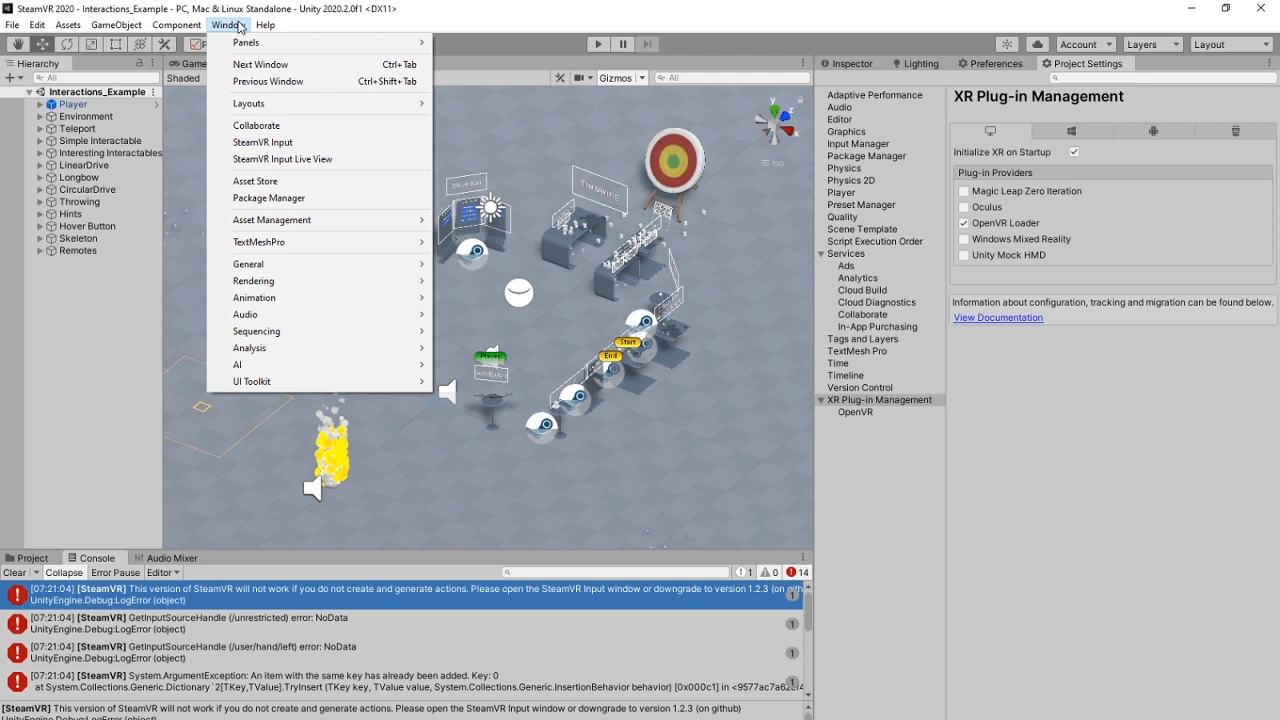 SteamVR 2020 - Interactions_Example - PC, Mac & Linux Standalone - Unity 2020.2.0f1 <DX11>
File Edit Assets GameObject Component Window Help
Account Layers Layout
Hierarchy
All
Interactions_Example
Player
Environment
Teleport
Simple Interactable
Interesting Interactables
LinearDrive
Longbow
CircularDrive
Throwing
Hints
Hover Button
Skeleton
Remotes
Game
Shaded
Gizmos
All
Panels
Next Window Ctrl+Tab
Previous Window Ctrl+Shift+Tab
Layouts
Collaborate
SteamVR Input
SteamVR Input Live View
Asset Store
Package Manager
Asset Management
TextMeshPro
General
Rendering
Animation
Audio
Sequencing
Analysis
AI
UI Toolkit
y
z
x
Iso
Skeleton
Throwing
Start
End
Player
Inspector Lighting Preferences Project Settings
Adaptive Performance
Audio
Editor
Graphics
Input Manager
Package Manager
Physics
Physics 2D
Player
Preset Manager
Quality
Scene Template
Script Execution Order
Services
Ads
Analytics
Cloud Build
Cloud Diagnostics
Collaborate
In-App Purchasing
Tags and Layers
TextMesh Pro
Time
Timeline
Version Control
XR Plug-in Management
OpenVR
XR Plug-in Management
Initialize XR on Startup
Plug-in Providers
Magic Leap Zero Iteration
Oculus
OpenVR Loader
Windows Mixed Reality
Unity Mock HMD
Information about configuration, tracking and migration can be found below.
View Documentation
Project Console Audio Mixer
Clear Collapse Error Pause Editor 1 0 14
[07:21:04] [SteamVR] This version of SteamVR will not work if you do not create and generate actions. Please open the SteamVR Input window or downgrade to version 1.2.3 (on gith
UnityEngine.Debug:LogError (object)
1
[07:21:04] [SteamVR] GetInputSourceHandle (/unrestricted) error: NoData
UnityEngine.Debug:LogError (object)
1
[07:21:04] [SteamVR] GetInputSourceHandle (/user/hand/left) error: NoData
UnityEngine.Debug:LogError (object)
1
[07:21:04] [SteamVR] System.ArgumentException: An item with the same key has already been added. Key: 0
at System.Collections.Generic.Dictionary`2[TKey,TValue].TryInsert (TKey key, TValue value, System.Collections.Generic.InsertionBehavior behavior) [0x000c1] in
[SteamVR] This version of SteamVR will not work if you do not create and generate actions. Please open the SteamVR Input window or downgrade to version 1.2.3 (on github)
UnityEngine.Debug:LogError (object)